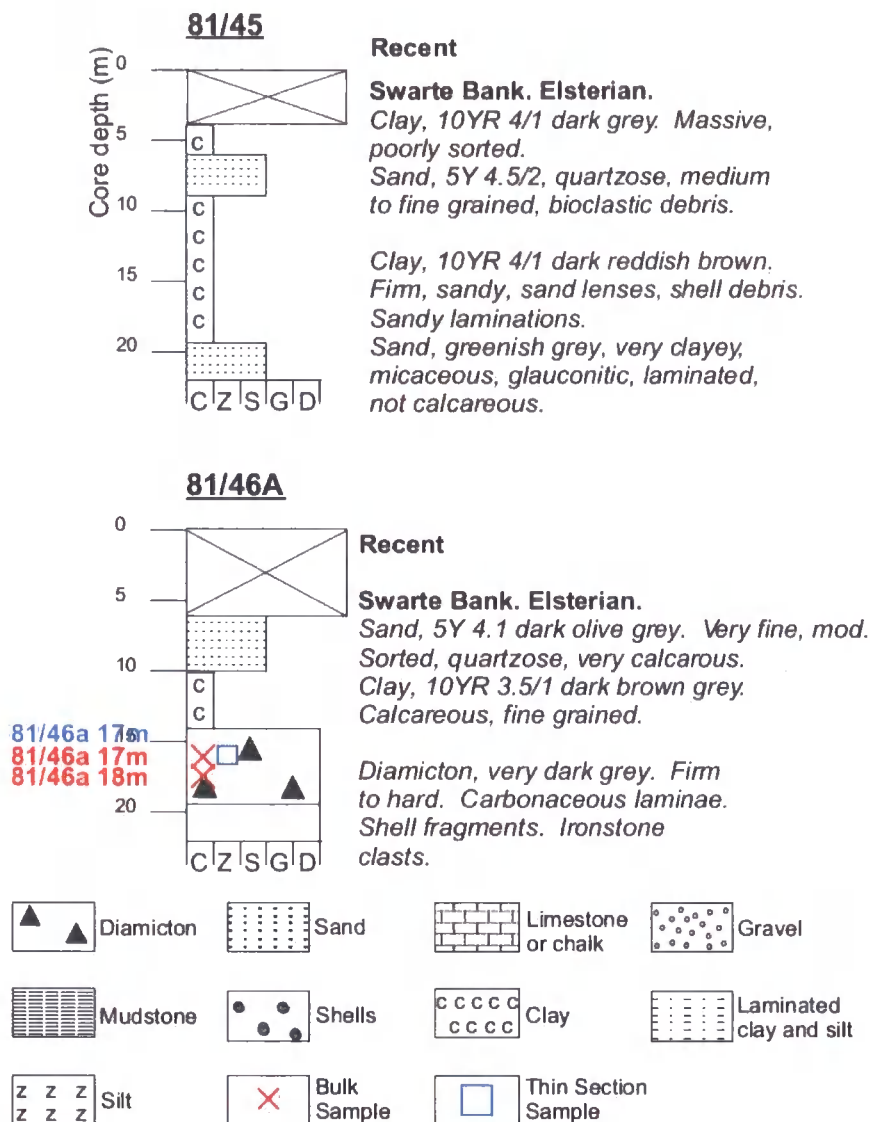 81/45
Core depth (m)
0
5
10
15
20
C
C
C
C
C
C
C Z S G D
Recent
Swarte Bank. Elsterian.
Clay, 10YR 4/1 dark grey. Massive,
poorly sorted.
Sand, 5Y 4.5/2, quartzose, medium
to fine grained, bioclastic debris.
Clay, 10YR 4/1 dark reddish brown.
Firm, sandy, sand lenses, shell debris.
Sandy laminations.
Sand, greenish grey, very clayey,
micaceous, glauconitic, laminated,
not calcareous.
81/46A
0
5
10
15
20
C
C
C Z S G D
81/46a 17m
81/46a 17m
81/46a 18m
Recent
Swarte Bank. Elsterian.
Sand, 5Y 4.1 dark olive grey. Very fine, mod.
Sorted, quartzose, very calcarous.
Clay, 10YR 3.5/1 dark brown grey.
Calcareous, fine grained.
Diamicton, very dark grey. Firm
to hard. Carbonaceous laminae.
Shell fragments. Ironstone
clasts.
Diamicton
Sand
Limestone
or chalk
Gravel
Mudstone
Shells
C C C C C
C C C C
Clay
Laminated
clay and silt
Z Z Z
Z Z Z
Silt
Bulk
Sample
Thin Section
Sample